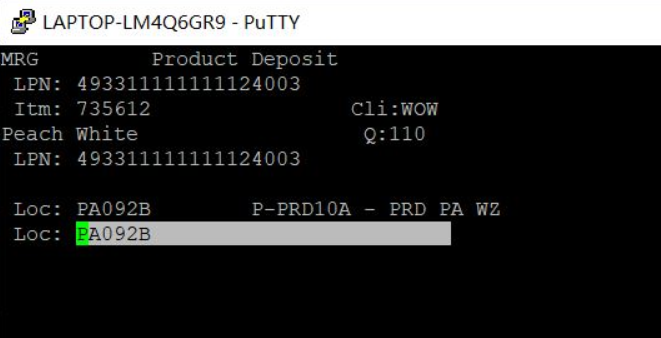 LAPTOP-LM4Q6GR9 - PuTTY
MRG Product Deposit
LPN: 493311111111124003
Itm: 735612 Cli:WOW
Peach White Q:110
LPN: 493311111111124003
Loc: PA092B P-PRD10A - PRD PA WZ
Loc: PA092B